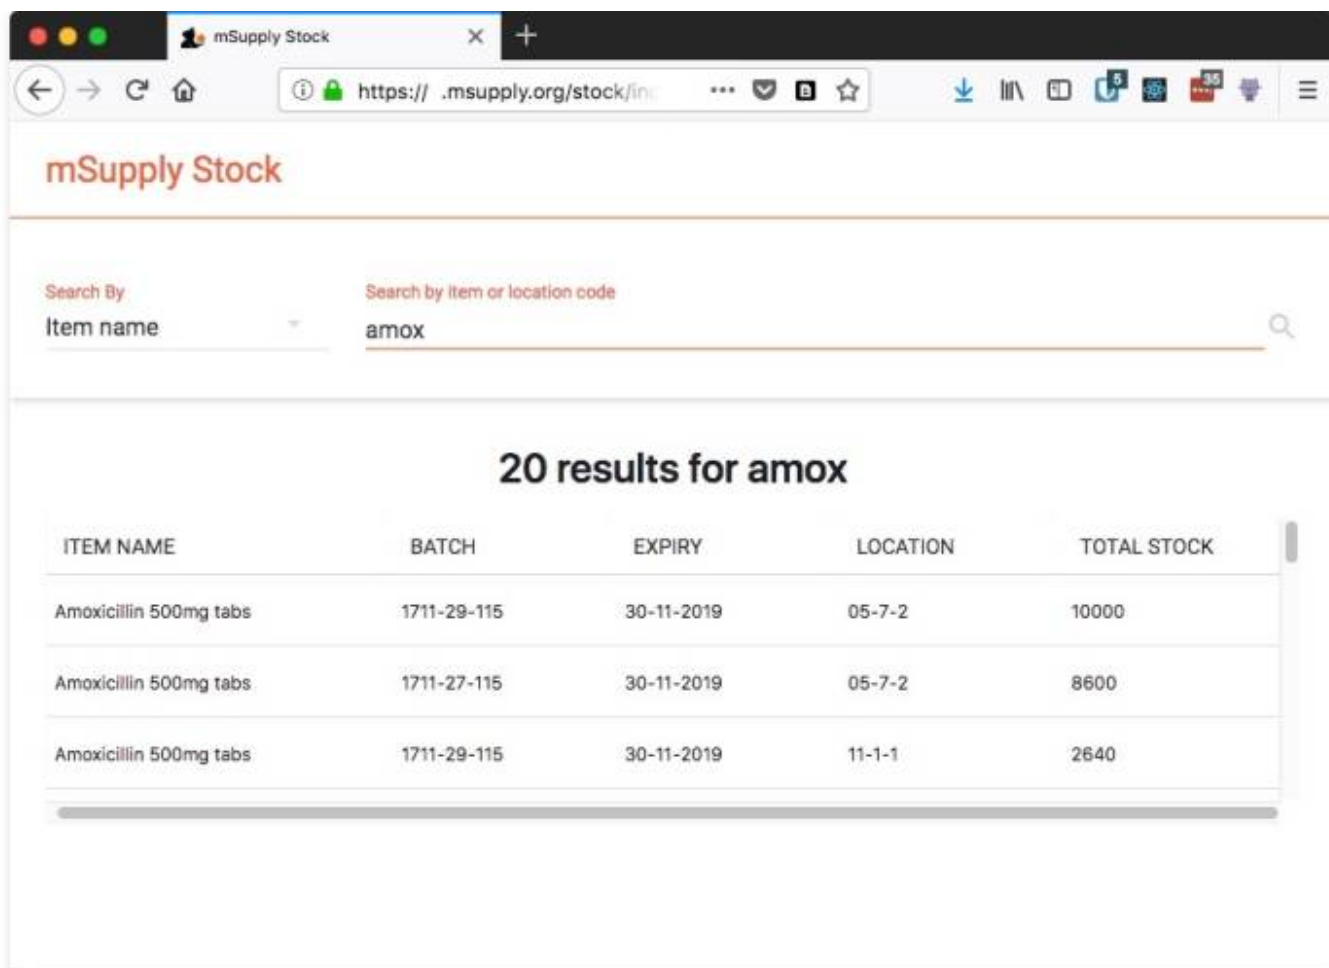 mSupply Stock
https:// .msupply.org/stock/in
5
35
mSupply Stock
Search By
Search by item or location code
Item name
amox
20 results for amox
ITEM NAME BATCH EXPIRY LOCATION TOTAL STOCK
Amoxicillin 500mg tabs 1711-29-115 30-11-2019 05-7-2 10000
Amoxicillin 500mg tabs 1711-27-115 30-11-2019 05-7-2 8600
Amoxicillin 500mg tabs 1711-29-115 30-11-2019 11-1-1 2640